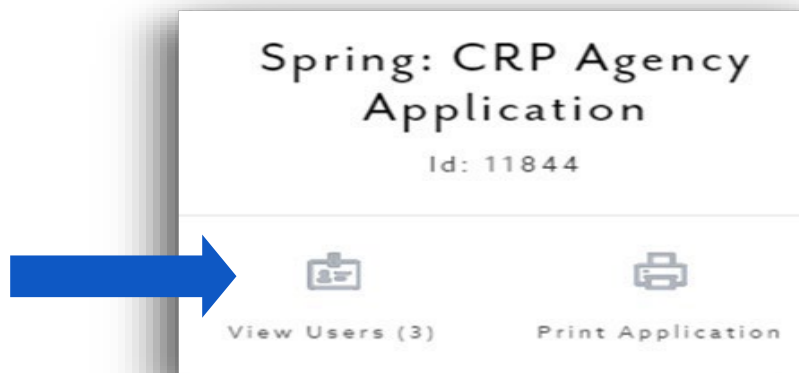 Spring: CRP Agency
Application
Id: 11844
View Users (3)
Print Application